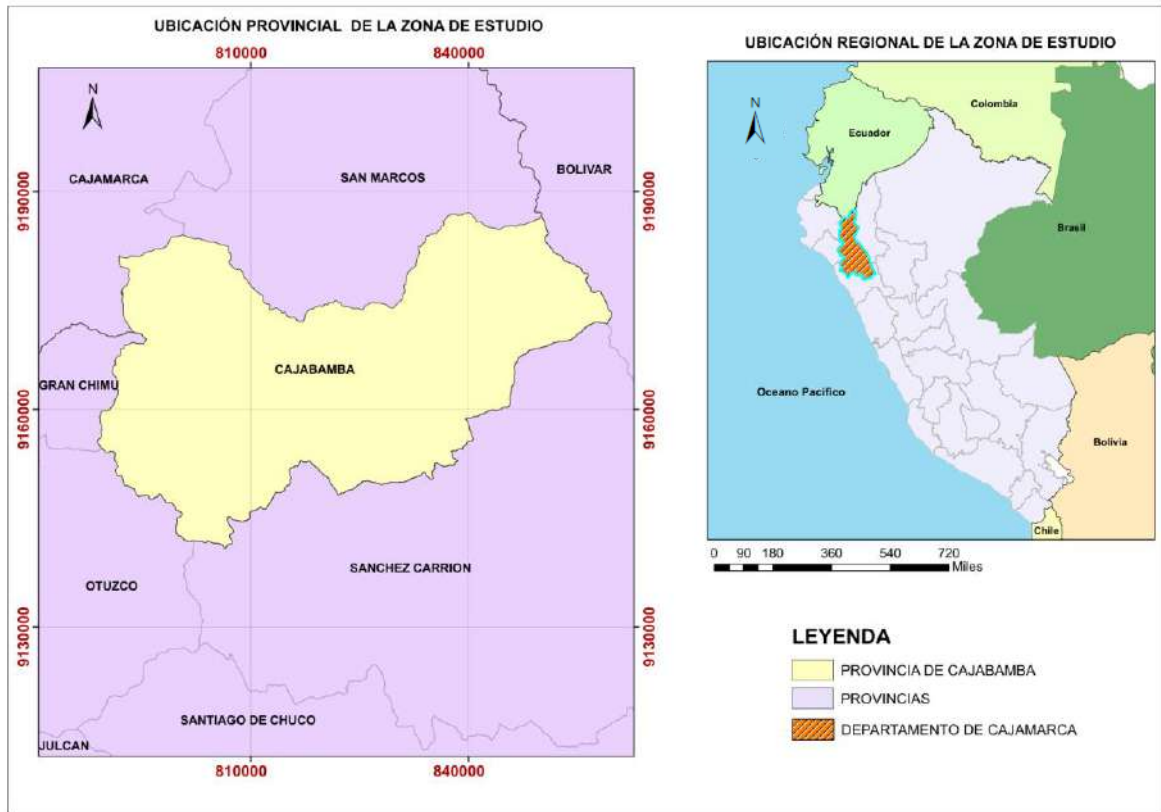 UBICACIÓN PROVINCIAL DE LA ZONA DE ESTUDIO
810000
840000
N
CAJAMARCA
SAN MARCOS
BOLIVAR
9190000
9190000
CAJABAMBA
GRAN CHIMU
9160000
9160000
SANCHEZ CARRION
OTUZCO
9130000
9130000
SANTIAGO DE CHUCO
JULCAN
810000
840000
UBICACIÓN REGIONAL DE LA ZONA DE ESTUDIO
N
Colombia
Ecuador
Brasil
Oceano Pacífico
Bolivia
Chile
0 90 180 360 540 720
Miles
LEYENDA
PROVINCIA DE CAJABAMBA
PROVINCIAS
DEPARTAMENTO DE CAJAMARCA